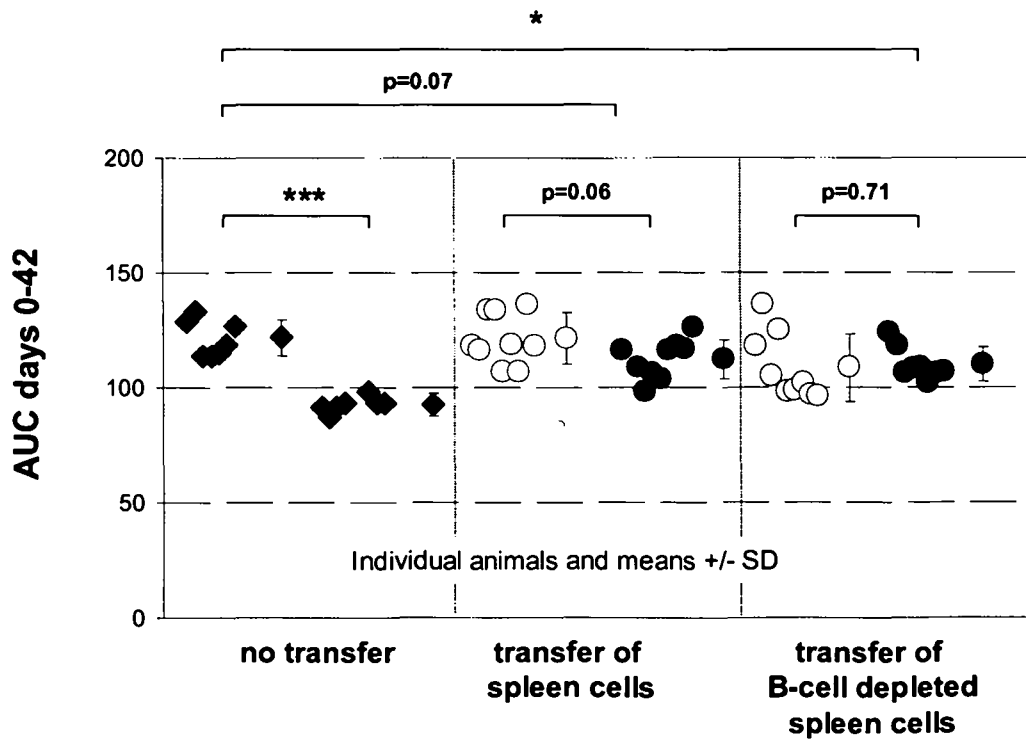 *
p=0.07
200
***
p=0.06
p=0.71
150
AUC days 0-42
100
50
Individual animals and means +/- SD
0
no transfer
transfer of
spleen cells
transfer of
B-cell depleted
spleen cells